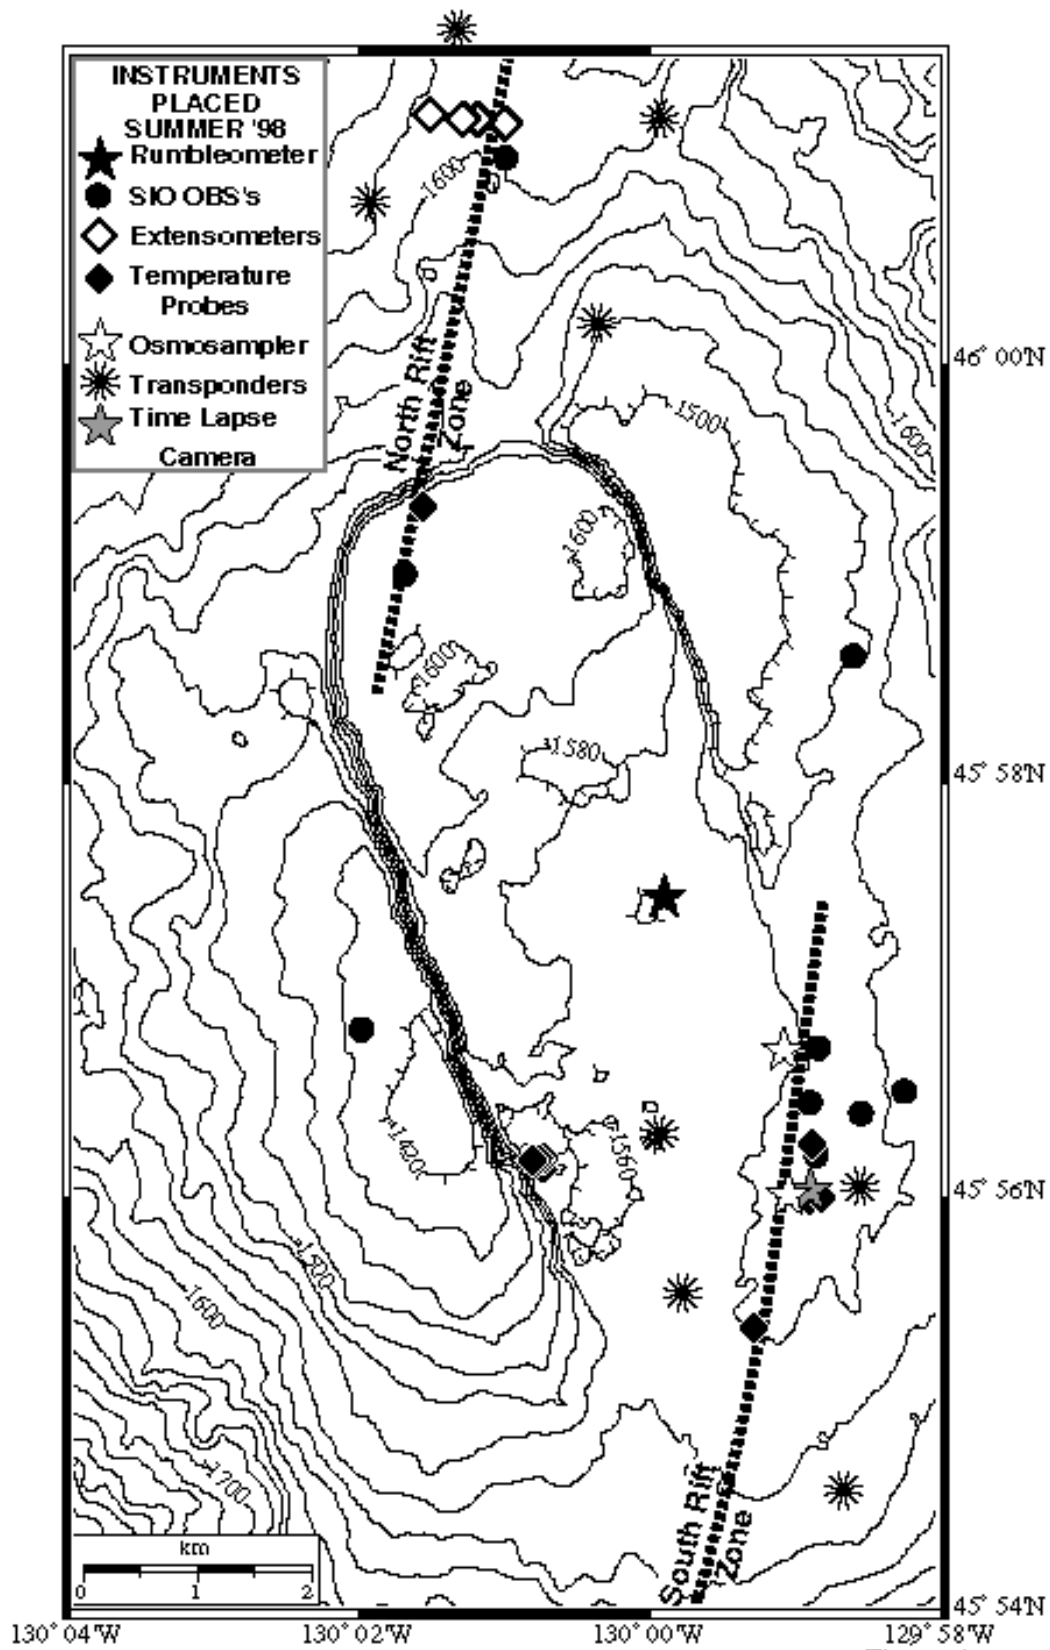 INSTRUMENTS
PLACED
SUMMER '98
Rumbleometer
SIO OBS's
Extensometers
Temperature
Probes
Osmosampler
Transponders
Time Lapse
Camera
1600
46° 00'N
North Rift
Zone
1500
1600
1600
1600
1580
45° 58'N
1420
1560
45° 56'N
1500
1600
1700
South Rift
Zone
km
0 1 2
45° 54'N
130° 04'W 130° 02'W 130° 00'W 129° 58'W